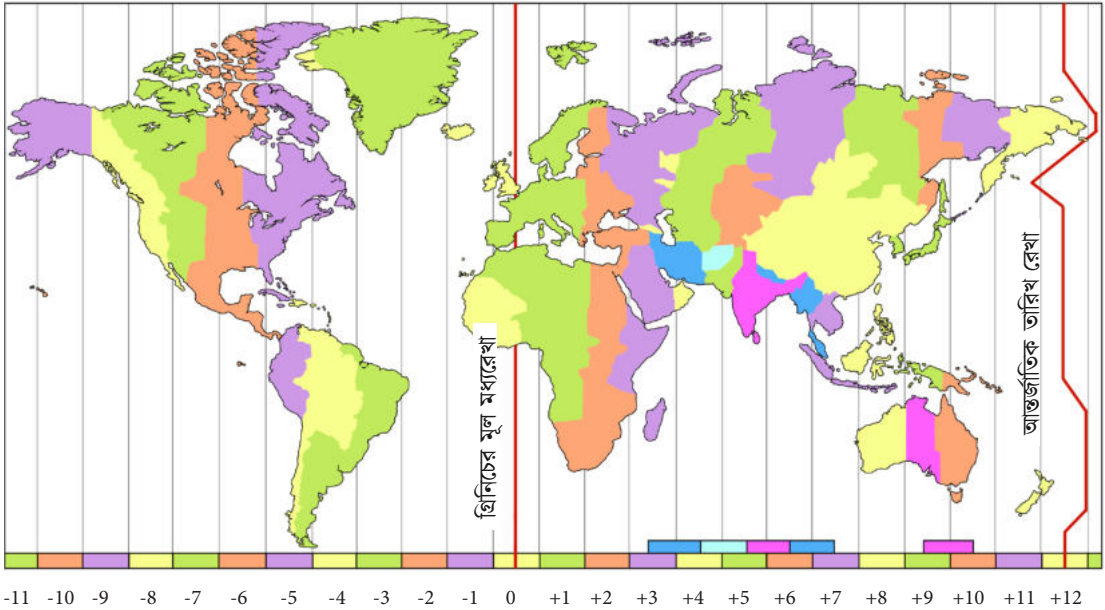 গ্রিনিচের মূল মধ্যরেখা
আন্তর্জাতিক তারিখ রেখা
-11 -10 -9 -8 -7 -6 -5 -4 -3 -2 -1 0 +1 +2 +3 +4 +5 +6 +7 +8 +9 +10 +11 +12